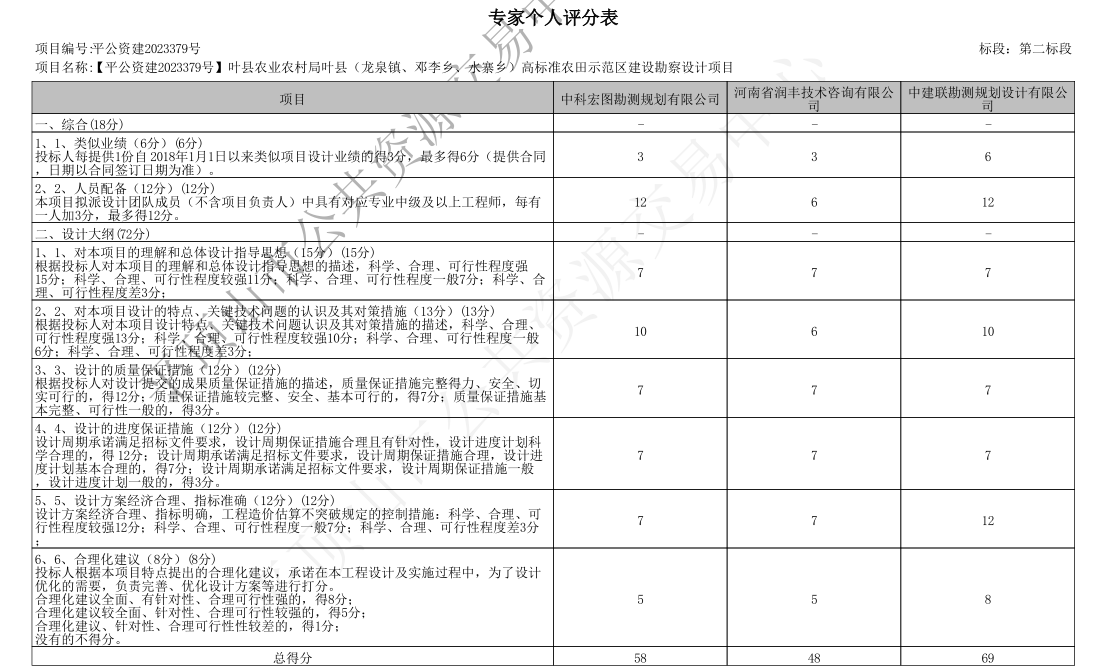 专家个人评分表
项目编号:平公资建2023379号
标段：第二标段
项目名称:【平公资建2023379号】叶县农业农村局叶县（龙泉镇、邓李乡、水寨乡）高标准农田示范区建设勘察设计项目
项目
中科宏图勘测规划有限公司
河南省润丰技术咨询有限公
司
中建联勘测规划设计有限公
司
一、综合(18分)
–
–
–
1、1、类似业绩（6分）(6分)
投标人每提供1份自 2018年1月1日以来类似项目设计业绩的得3分，最多得6分（提供合同
，日期以合同签订日期为准）。
3
3
6
2、2、人员配备（12分）(12分)
本项目拟派设计团队成员（不含项目负责人）中具有对应专业中级及以上工程师，每有
一人加3分，最多得12分。
12
6
12
二、设计大纲(72分)
–
–
–
1、1、对本项目的理解和总体设计指导思想（15分）(15分)
根据投标人对本项目的理解和总体设计指导思想的描述，科学、合理、可行性程度强
15分；科学、合理、可行性程度较强11分；科学、合理、可行性程度一般7分；科学、合
理、可行性程度差3分；
7
7
7
2、2、对本项目设计的特点、关键技术问题的认识及其对策措施（13分）(13分)
根据投标人对本项目设计特点、关键技术问题认识及其对策措施的描述，科学、合理、
可行性程度强13分；科学、合理、可行性程度较强10分；科学、合理、可行性程度一般
6分；科学、合理、可行性程度差3分；
10
6
10
3、3、设计的质量保证措施（12分）(12分)
根据投标人对设计提交的成果质量保证措施的描述，质量保证措施完整得力、安全、切
实可行的，得12分；质量保证措施较完整、安全、基本可行的，得7分；质量保证措施基
本完整、可行性一般的，得3分。
7
7
7
4、4、设计的进度保证措施（12分）(12分)
设计周期承诺满足招标文件要求，设计周期保证措施合理且有针对性，设计进度计划科
学合理的，得 12分；设计周期承诺满足招标文件要求，设计周期保证措施合理，设计进
度计划基本合理的，得7分；设计周期承诺满足招标文件要求，设计周期保证措施一般
，设计进度计划一般的，得3分。
7
7
7
5、5、设计方案经济合理、指标准确（12分）(12分)
设计方案经济合理、指标明确，工程造价估算不突破规定的控制措施：科学、合理、可
行性程度较强12分；科学、合理、可行性程度一般7分；科学、合理、可行性程度差3分
；
7
7
12
6、6、合理化建议（8分）(8分)
投标人根据本项目特点提出的合理化建议，承诺在本工程设计及实施过程中，为了设计
优化的需要，负责完善、优化设计方案等进行打分。
合理化建议全面、有针对性、合理可行性强的，得8分；
合理化建议较全面、针对性、合理可行性较强的，得5分；
合理化建议、针对性、合理可行性性较差的，得1分；
没有的不得分。
5
5
8
总得分
58
48
69
平顶山市公共资源交易中
顶山市公共资源交易中心